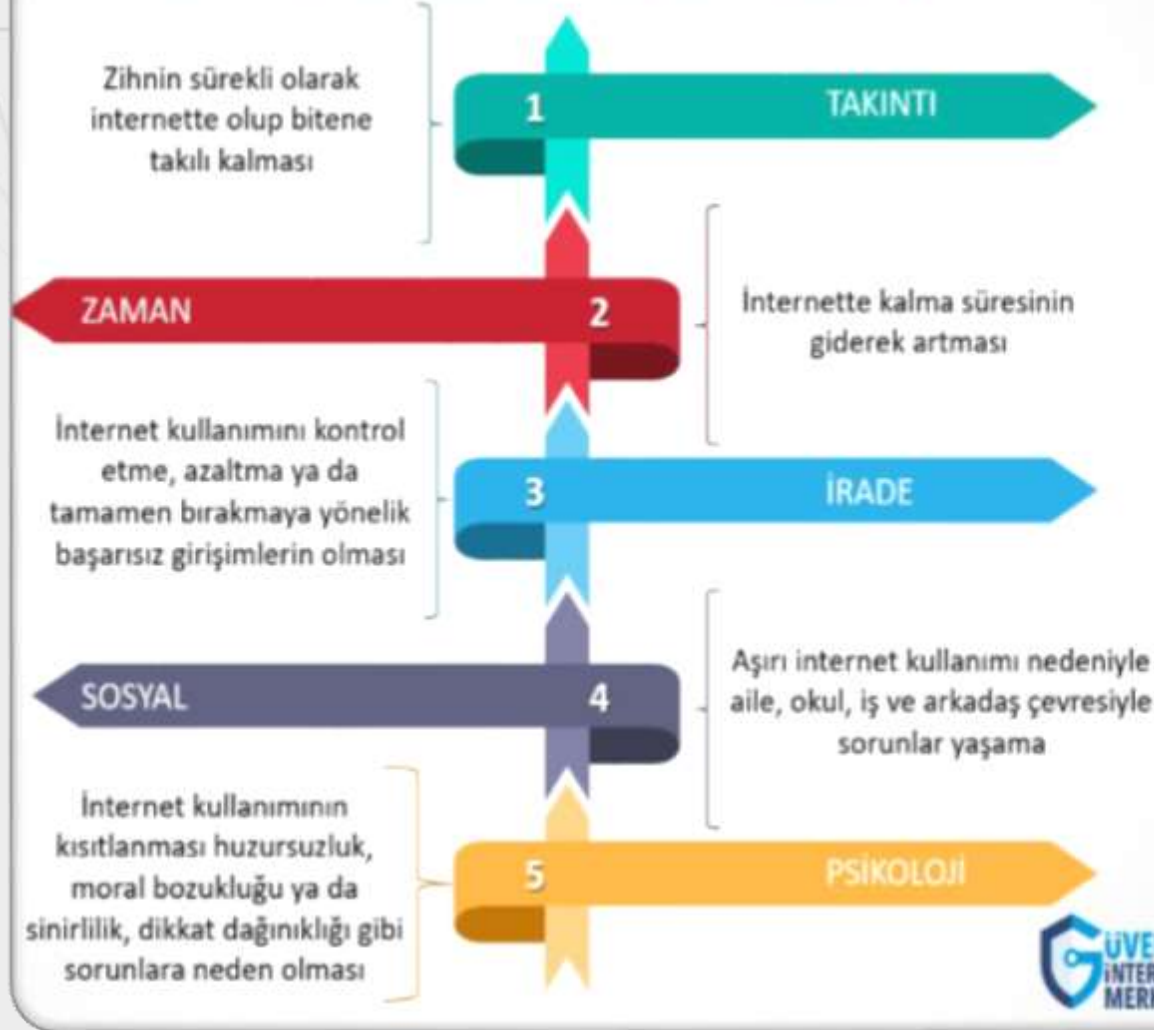 Zihnin sürekli olarak
internette olup bitene
takılı kalması
1
TAKINTI
ZAMAN
2
İnternette kalma süresinin
giderek artması
İnternet kullanımını kontrol
etme, azaltma ya da
tamamen bırakmaya yönelik
başarısız girişimlerin olması
3
İRADE
SOSYAL
4
Aşırı internet kullanımı nedeniyle
aile, okul, iş ve arkadaş çevresiyle
sorunlar yaşama
İnternet kullanımının
kısıtlanması huzursuzluk,
moral bozukluğu ya da
sinirlilik, dikkat dağınıklığı gibi
sorunlara neden olması
5
PSİKOLOJİ